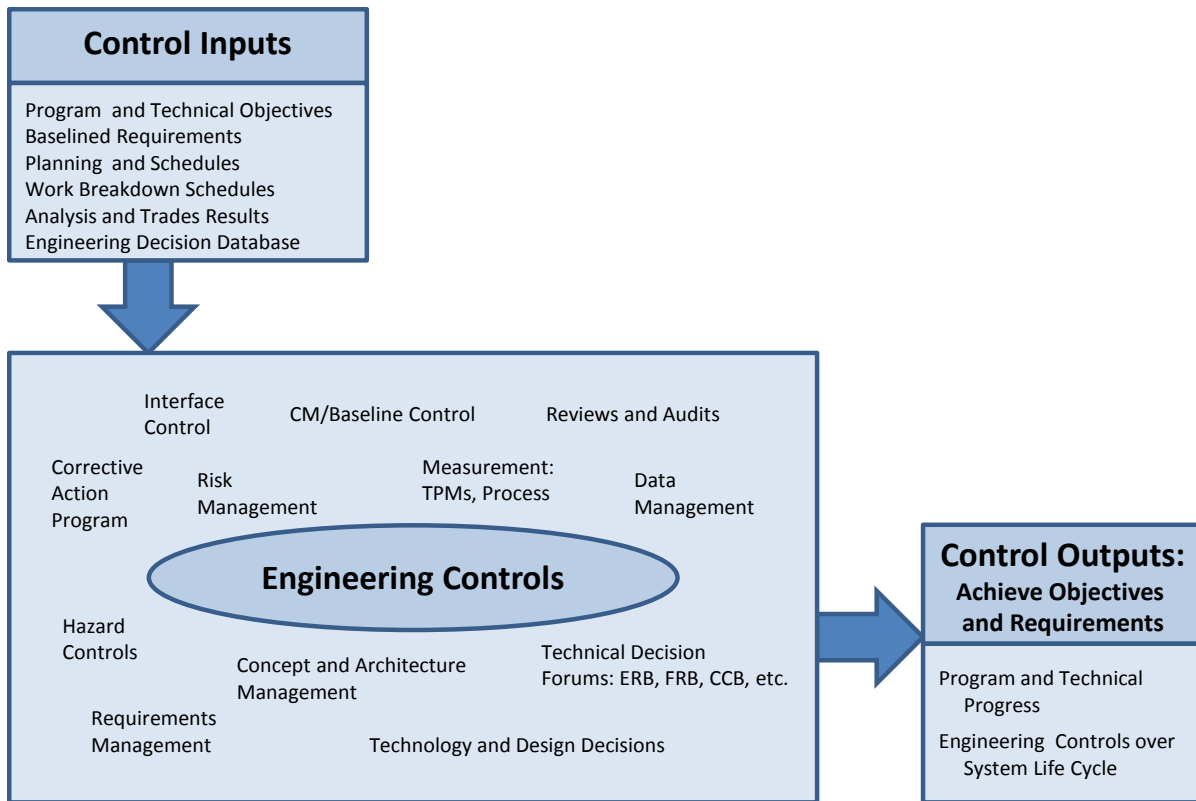 Control Inputs
Program and Technical Objectives
Baselined Requirements
Planning and Schedules
Work Breakdown Schedules
Analysis and Trades Results
Engineering Decision Database
Interface
Control
CM/Baseline Control
Reviews and Audits
Corrective
Action
Program
Risk
Management
Measurement:
TPMs, Process
Data
Management
Engineering Controls
Hazard
Controls
Concept and Architecture
Management
Technical Decision
Forums: ERB, FRB, CCB, etc.
Requirements
Management
Technology and Design Decisions
Control Outputs:
Achieve Objectives
and Requirements
Program and Technical
Progress
Engineering Controls over
System Life Cycle